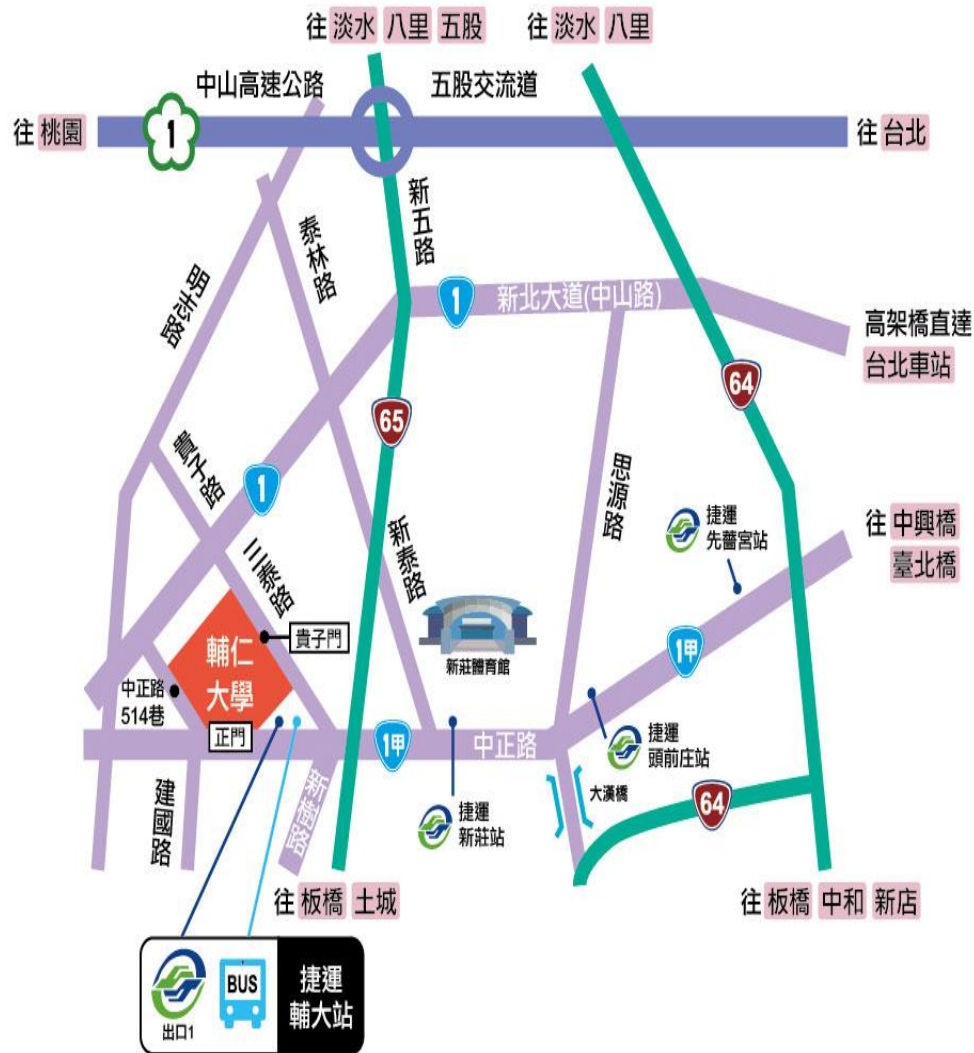 往 淡水 八里 五股
往 淡水 八里
中山高速公路
五股交流道
往 桃園
1
往 台北
新五路
泰林路
明志路
1
新北大道(中山路)
高架橋直達
台北車站
64
65
貴子路
思源路
1
捷運
先嗇宮站
往 中興橋
臺北橋
新泰路
三泰路
貴子門
輔仁
大學
新莊體育館
1甲
中正路
514巷
正門
1甲
中正路
捷運
頭前庄站
建國路
新樹路
捷運
新莊站
大漢橋
64
往 板橋 土城
往 板橋 中和 新店
BUS
出口1
捷運
輔大站